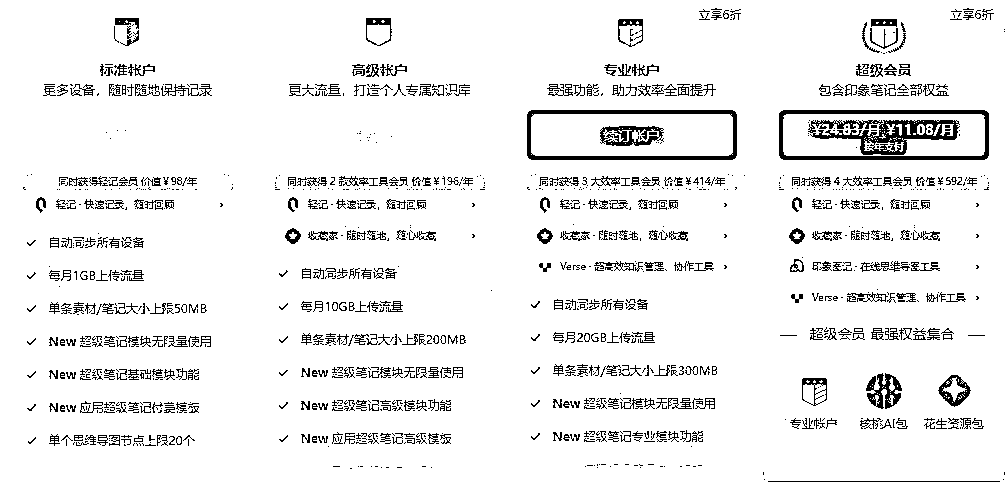 标准帐户
更多设备，随时随地保持记录
同时获得轻记会员 价值￥98/年
轻记 · 快速记录，随时回顾
自动同步所有设备
每月1GB上传流量
单条素材/笔记大小上限50MB
New 超级笔记模块无限量使用
New 超级笔记基础模块功能
New 应用超级笔记付费模板
单个思维导图节点上限20个
高级帐户
更大流量，打造个人专属知识库
同时获得 2 款效率工具会员 价值￥196/年
轻记 · 快速记录，随时回顾
收藏家 · 随时随地，随心收藏
自动同步所有设备
每月10GB上传流量
单条素材/笔记大小上限200MB
New 超级笔记模块无限量使用
New 超级笔记高级模块功能
New 应用超级笔记高级模板
立享6折
专业帐户
最强功能，助力效率全面提升
续订帐户
同时获得 3 大效率工具会员 价值￥414/年
轻记 · 快速记录，随时回顾
收藏家 · 随时随地，随心收藏
Verse · 超高效知识管理、协作工具
自动同步所有设备
每月20GB上传流量
单条素材/笔记大小上限300MB
New 超级笔记模块无限量使用
New 超级笔记专业模块功能
立享6折
超级会员
包含印象笔记全部权益
￥24.83/月 ￥11.08/月
按年支付
同时获得 4 大效率工具会员 价值￥592/年
轻记 · 快速记录，随时回顾
收藏家 · 随时随地，随心收藏
印象图记 · 在线思维导图工具
Verse · 超高效知识管理、协作工具
超级会员 最强权益集合
专业帐户 核桃AI包 花生资源包